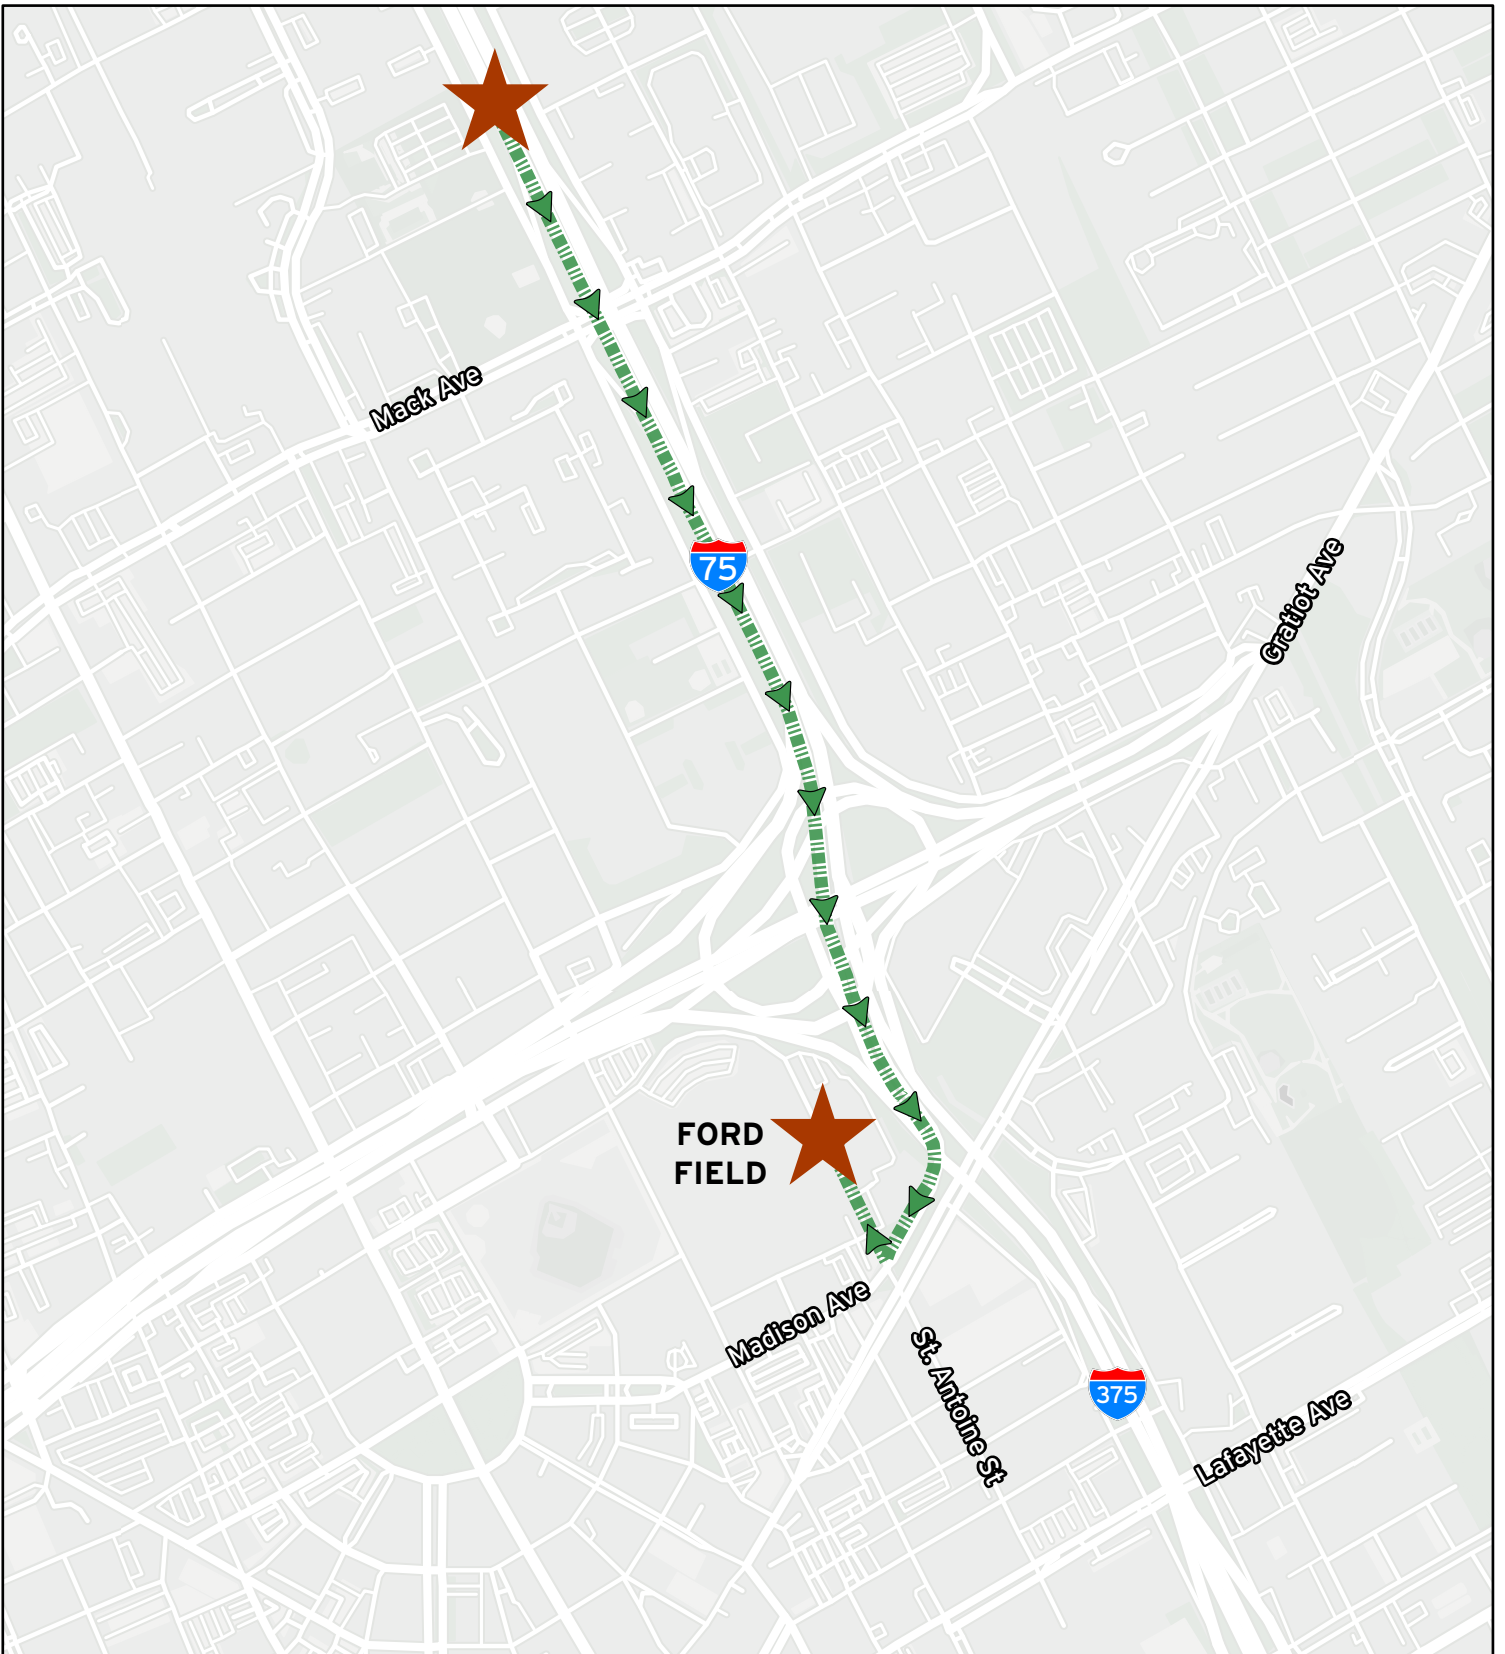 Mack Ave
75
Gratiot Ave
FORD
FIELD
Madison Ave
St. Antoine St
375
Lafayette Ave